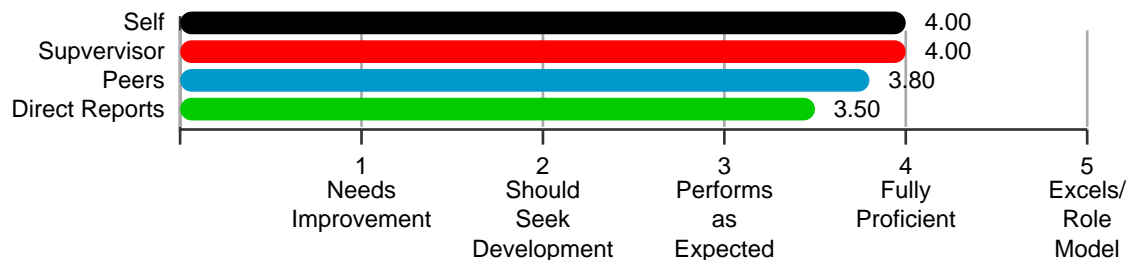 Self 4.00
Supvervisor 4.00
Peers 3.80
Direct Reports 3.50
1 2 3 4 5
Needs Should Performs Fully Excels/
Improvement Seek as Proficient Role
Development Expected Model